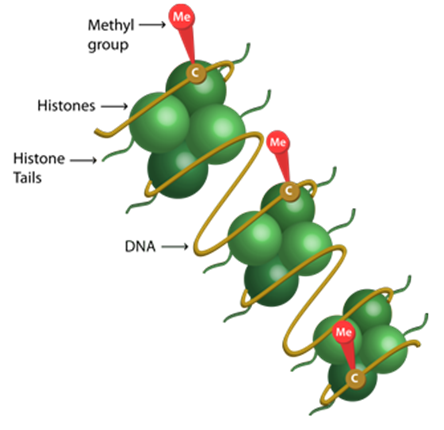 Me
Methyl
group
C
Histones
Me
Histone
Tails
C
DNA
Me
C